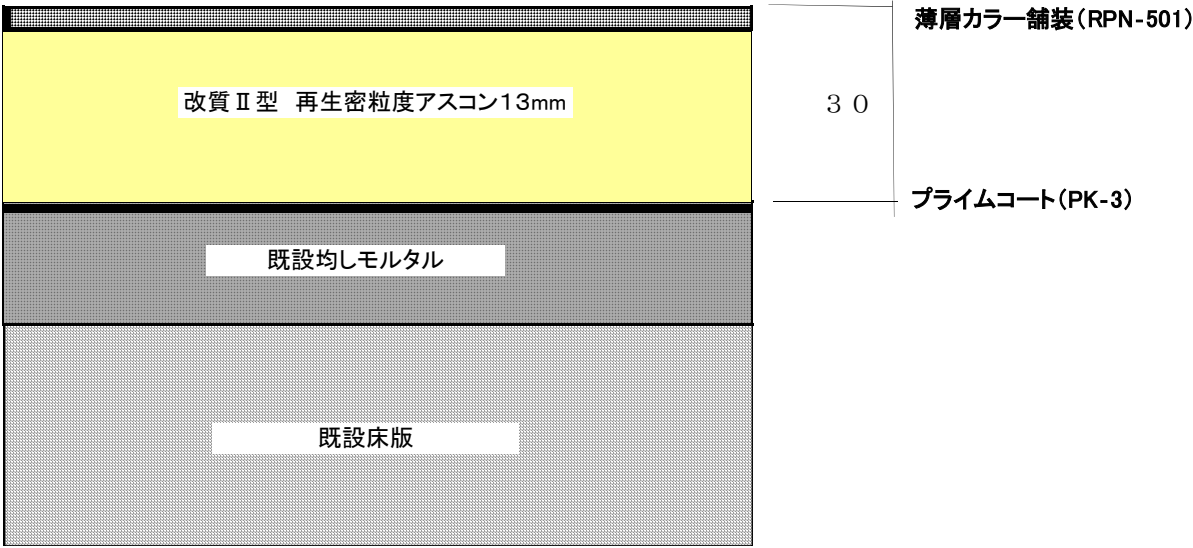 薄層カラー舗装(RPN-501)
改質Ⅱ型　再生密粒度アスコン13mm
３０
プライムコート(PK-3)
既設均しモルタル
既設床版